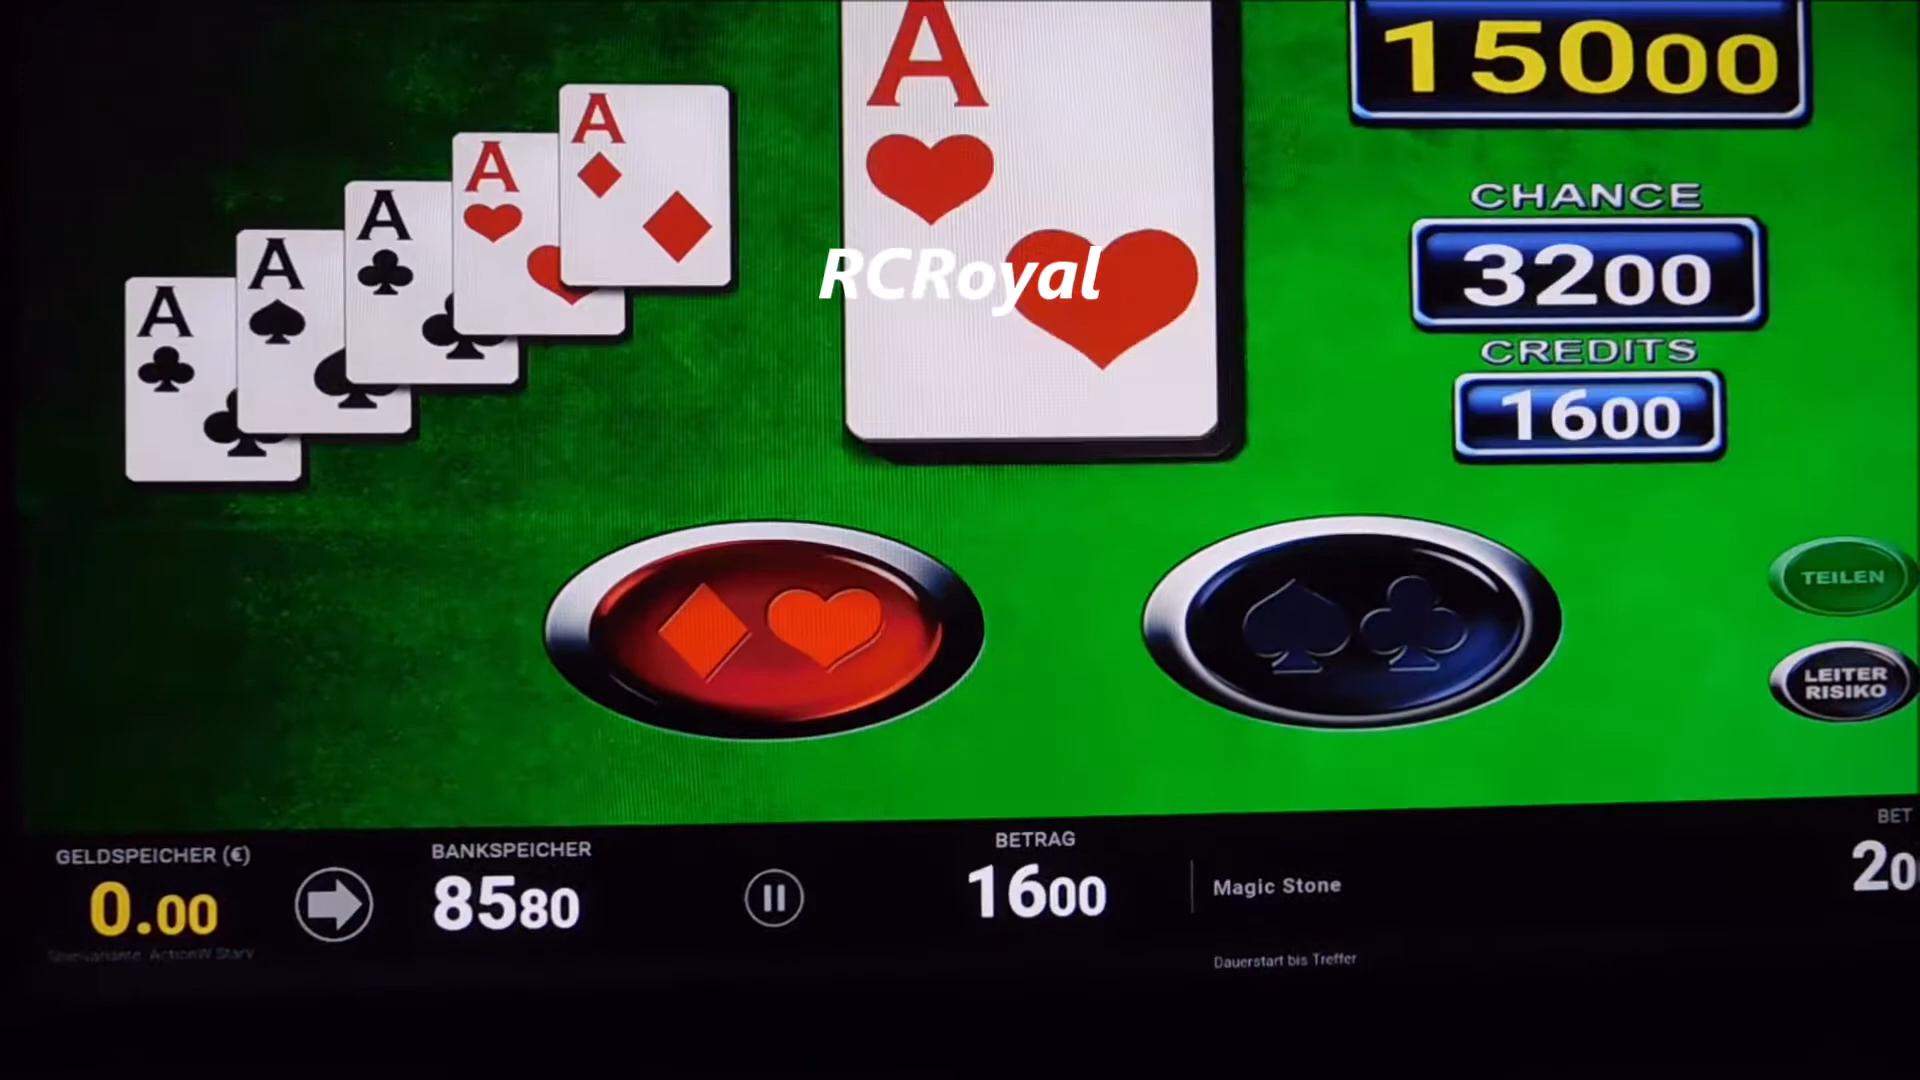 15000
A
A
A
A
A
A
CHANCE
3200
RCRoyal
CREDITS
1600
TEILEN
LEITER
RISIKO
GELDSPEICHER (€)
0.00
BANKSPEICHER
8580
BETRAG
1600
Magic Stone
BET
20
Dauerstart bis Treffer